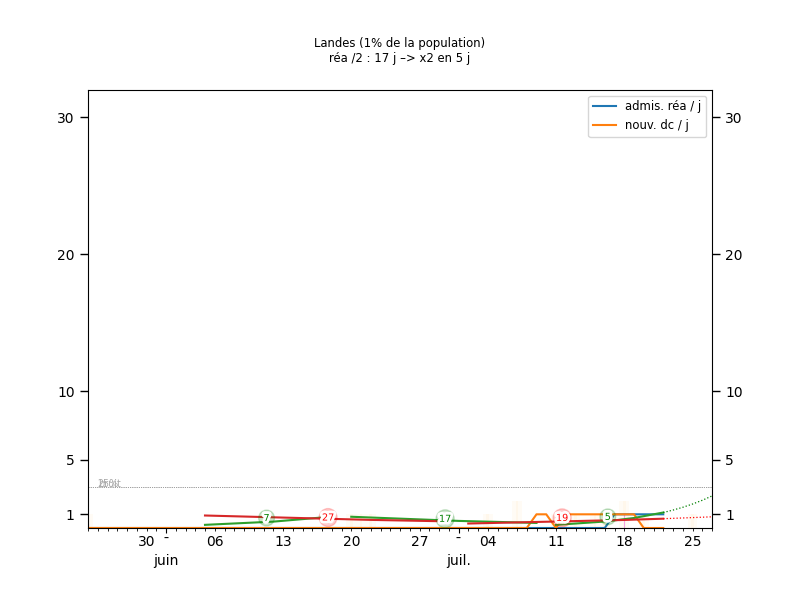 Landes (1% de la population)
réa /2 : 17 j –> x2 en 5 j
admis. réa / j
nouv. dc / j
30 30
20 20
10 10
5 5
1 1
7 27 17 19 5
30 - 06 13 20 27 - 04 11 18 25
juin juil.